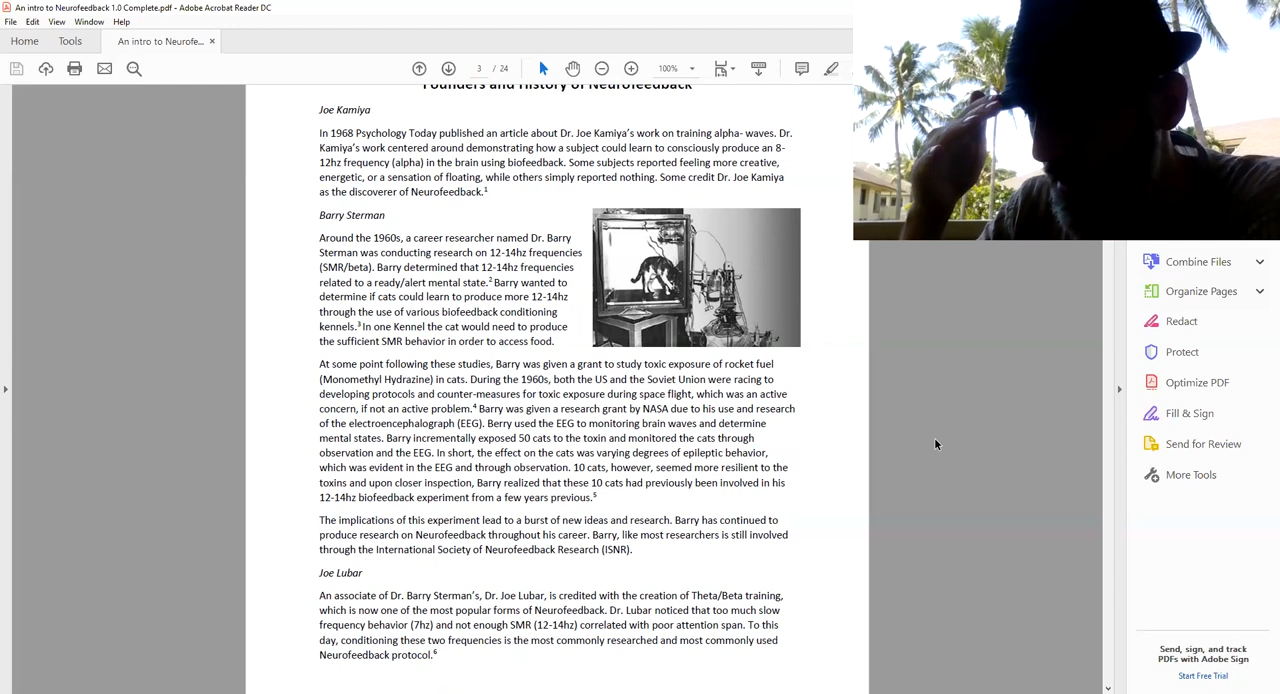 An intro to Neurofeedback 1.0 Complete.pdf - Adobe Acrobat Reader DC
File Edit View Window Help
Home Tools An intro to Neurofe... ×
3 / 24 100%
Founders and History of Neurofeedback
Joe Kamiya
In 1968 Psychology Today published an article about Dr. Joe Kamiya's work on training alpha- waves. Dr.
Kamiya's work centered around demonstrating how a subject could learn to consciously produce an 8-
12hz frequency (alpha) in the brain using biofeedback. Some subjects reported feeling more creative,
energetic, or a sensation of floating, while others simply reported nothing. Some credit Dr. Joe Kamiya
as the discoverer of Neurofeedback.1
Barry Sterman
Around the 1960s, a career researcher named Dr. Barry
Sterman was conducting research on 12-14hz frequencies
(SMR/beta). Barry determined that 12-14hz frequencies
related to a ready/alert mental state.2 Barry wanted to
determine if cats could learn to produce more 12-14hz
through the use of various biofeedback conditioning
kennels.3 In one Kennel the cat would need to produce
the sufficient SMR behavior in order to access food.
At some point following these studies, Barry was given a grant to study toxic exposure of rocket fuel
(Monomethyl Hydrazine) in cats. During the 1960s, both the US and the Soviet Union were racing to
developing protocols and counter-measures for toxic exposure during space flight, which was an active
concern, if not an active problem.4 Barry was given a research grant by NASA due to his use and research
of the electroencephalograph (EEG). Berry used the EEG to monitoring brain waves and determine
mental states. Barry incrementally exposed 50 cats to the toxin and monitored the cats through
observation and the EEG. In short, the effect on the cats was varying degrees of epileptic behavior,
which was evident in the EEG and through observation. 10 cats, however, seemed more resilient to the
toxins and upon closer inspection, Barry realized that these 10 cats had previously been involved in his
12-14hz biofeedback experiment from a few years previous.5
The implications of this experiment lead to a burst of new ideas and research. Barry has continued to
produce research on Neurofeedback throughout his career. Barry, like most researchers is still involved
through the International Society of Neurofeedback Research (ISNR).
Joe Lubar
An associate of Dr. Barry Sterman's, Dr. Joe Lubar, is credited with the creation of Theta/Beta training,
which is now one of the most popular forms of Neurofeedback. Dr. Lubar noticed that too much slow
frequency behavior (7hz) and not enough SMR (12-14hz) correlated with poor attention span. To this
day, conditioning these two frequencies is the most commonly researched and most commonly used
Neurofeedback protocol.6
Combine Files
Organize Pages
Redact
Protect
Optimize PDF
Fill & Sign
Send for Review
More Tools
Send, sign, and track
PDFs with Adobe Sign
Start Free Trial